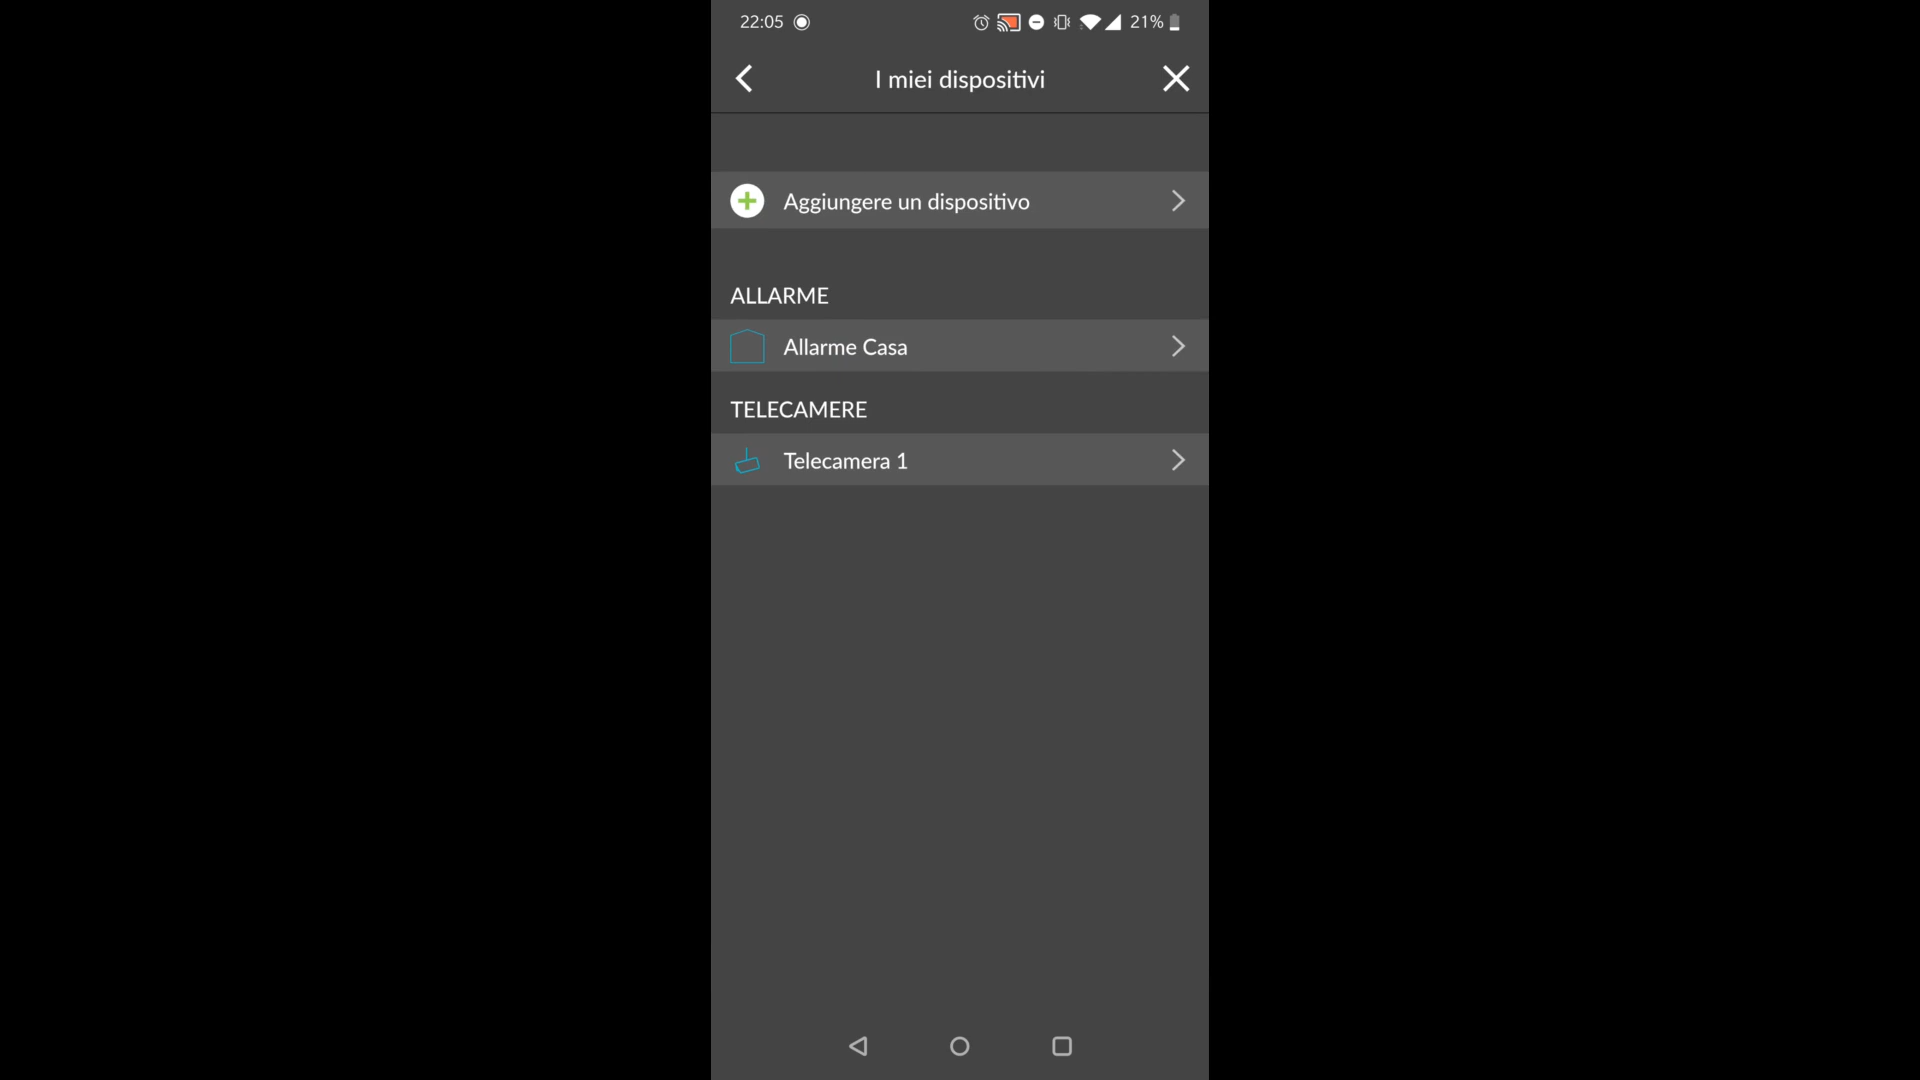 22:05 21%
I miei dispositivi
Aggiungere un dispositivo
ALLARME
Allarme Casa
TELECAMERE
Telecamera 1